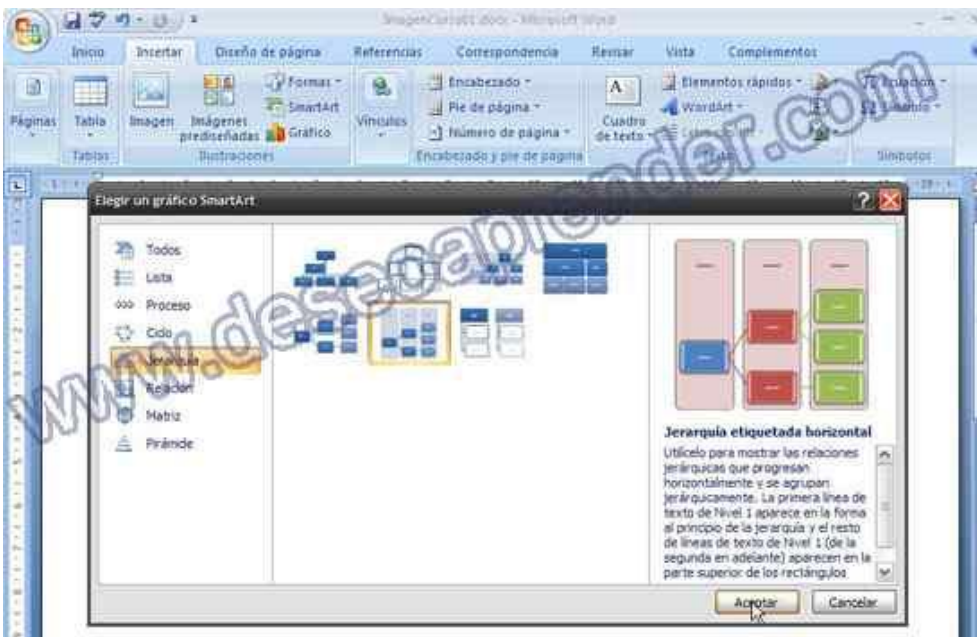 ImagenCurso01.docx - Microsoft Word
Inicio Insertar Diseño de página Referencias Correspondencia Revisar Vista Complementos
Páginas
Tabla
Tablas
Imagen
Imágenes prediseñadas
Formas
SmartArt
Gráfico
Ilustraciones
Vínculos
Encabezado
Pie de página
Número de página
Encabezado y pie de página
Cuadro de texto
Elementos rápidos
WordArt
Texto
Ecuación
Símbolo
Símbolos
www.deseoaprender.com
Elegir un gráfico SmartArt
Todos
Lista
Proceso
Ciclo
Jerarquía
Relación
Matriz
Pirámide
Jerarquía etiquetada horizontal
Utilícelo para mostrar las relaciones
jerárquicas que progresan
horizontalmente y se agrupan
jerárquicamente. La primera línea de
texto de Nivel 1 aparece en la forma
al principio de la jerarquía y el resto
de líneas de texto de Nivel 1 (de la
segunda en adelante) aparecen en la
parte superior de los rectángulos
Aceptar Cancelar